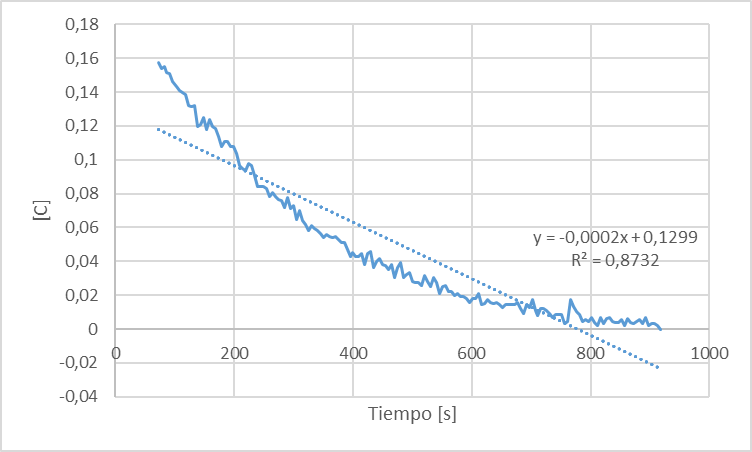 0,18
0,16
0,14
0,12
0,1
0,08
0,06
0,04
0,02
0
-0,02
-0,04
[C]
y = -0,0002x + 0,1299
R² = 0,8732
0 200 400 600 800 1000
Tiempo [s]